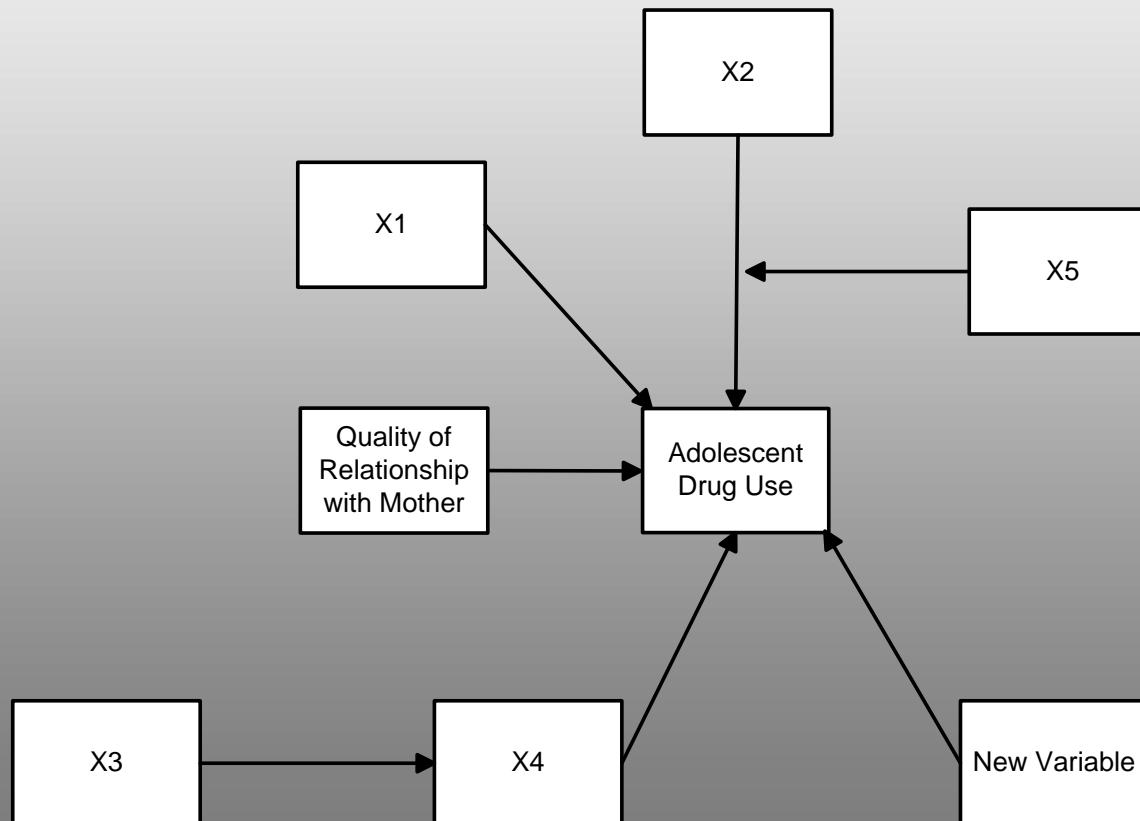 X2
X1
X5
Quality of
Relationship
with Mother
Adolescent
Drug Use
X3
X4
New Variable